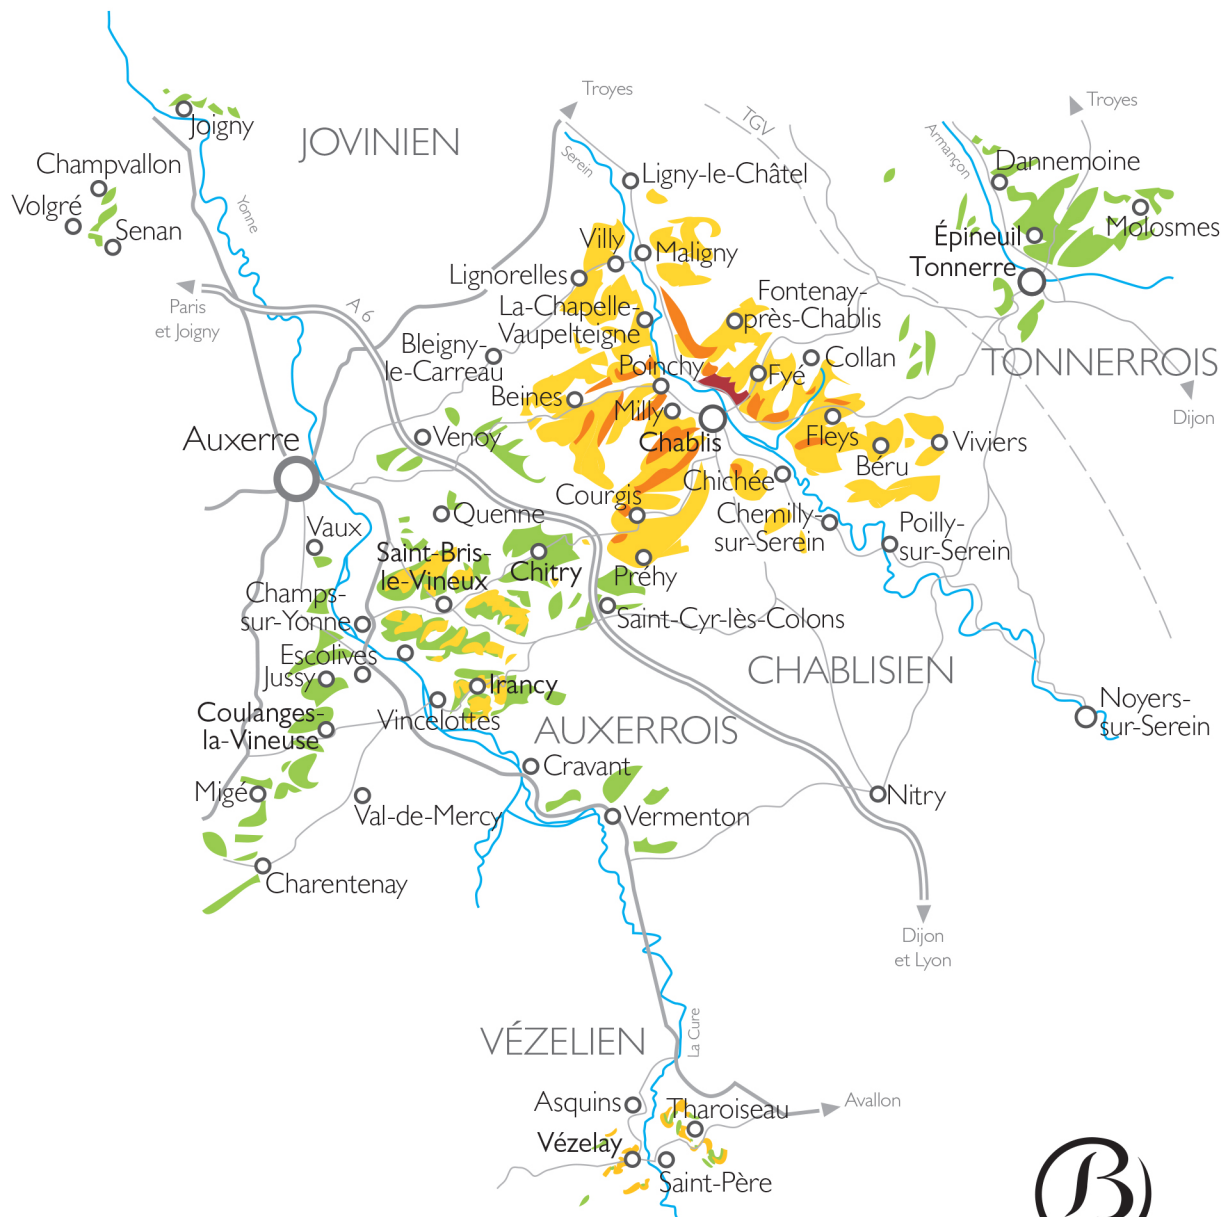 Troyes
Troyes
TGV
Joigny
JOVINIEN
Serein
Armançon
Champvallon
Ligny-le-Châtel
Dannemoine
Volgré
Senan
Yonne
Molosmes
Villy
Maligny
Épineuil
Tonnerre
Lignorelles
Paris
et Joigny
A 6
La-Chapelle-
Vaupelteigne
Fontenay-
près-Chablis
Bleigny-
le-Carreau
Poinchy
Fyé
Collan
TONNERROIS
Dijon
Beines
Milly
Chablis
Fleys
Béru
Viviers
Auxerre
Venoy
Chichée
Courgis
Quenne
Chemilly-
sur-Serein
Poilly-
sur-Serein
Vaux
Saint-Bris-
le-Vineux
Chitry
Préhy
Champs-
sur-Yonne
Saint-Cyr-lès-Colons
Escolives
Jussy
CHABLISIEN
Irancy
Coulanges-
la-Vineuse
Vincelottes
AUXERROIS
Noyers-
sur-Serein
Cravant
Migé
Val-de-Mercy
Vermenton
Nitry
Charentenay
Dijon
et Lyon
VÉZELIEN
La Cure
Asquins
Tharoiseau
Avallon
Vézelay
Saint-Père
B